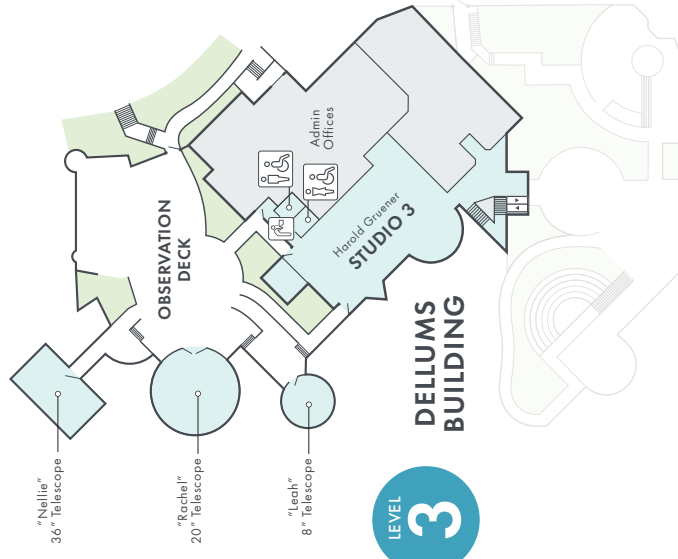 "Nellie"
36" Telescope
"Rachel"
20" Telescope
"Leah"
8" Telescope
OBSERVATION
DECK
Admin
Offices
Harold Gruener
STUDIO 3
DELLUMS
BUILDING
LEVEL
3